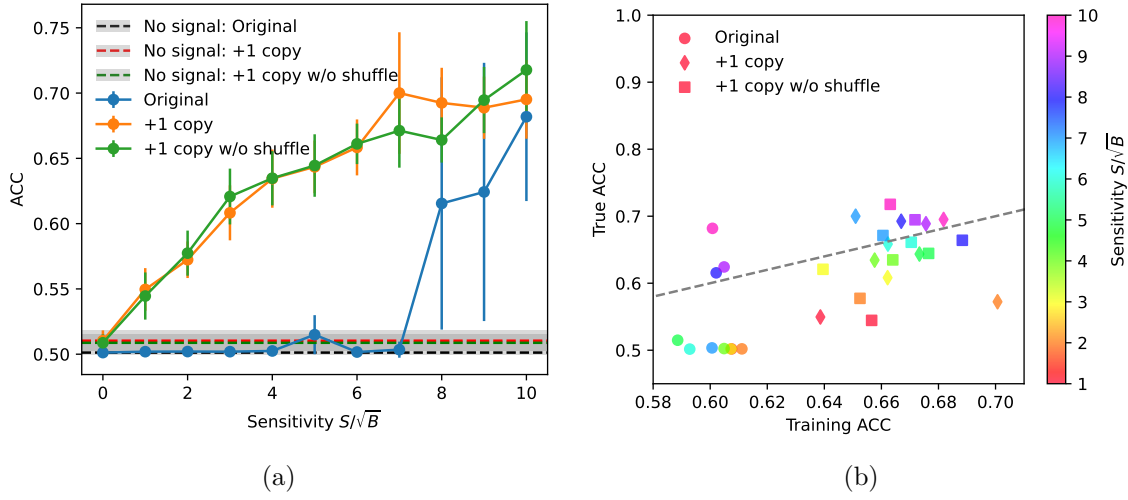 No signal: Original
No signal: +1 copy
No signal: +1 copy w/o shuffle
Original
+1 copy
+1 copy w/o shuffle
ACC
0.75
0.70
0.65
0.60
0.55
0.50
0 2 4 6 8 10
Sensitivity S/√B
(a)
Original
+1 copy
+1 copy w/o shuffle
True ACC
1.0
0.9
0.8
0.7
0.6
0.5
0.58 0.60 0.62 0.64 0.66 0.68 0.70
Training ACC
10
9
8
7
6
5
4
3
2
1
Sensitivity S/√B
(b)